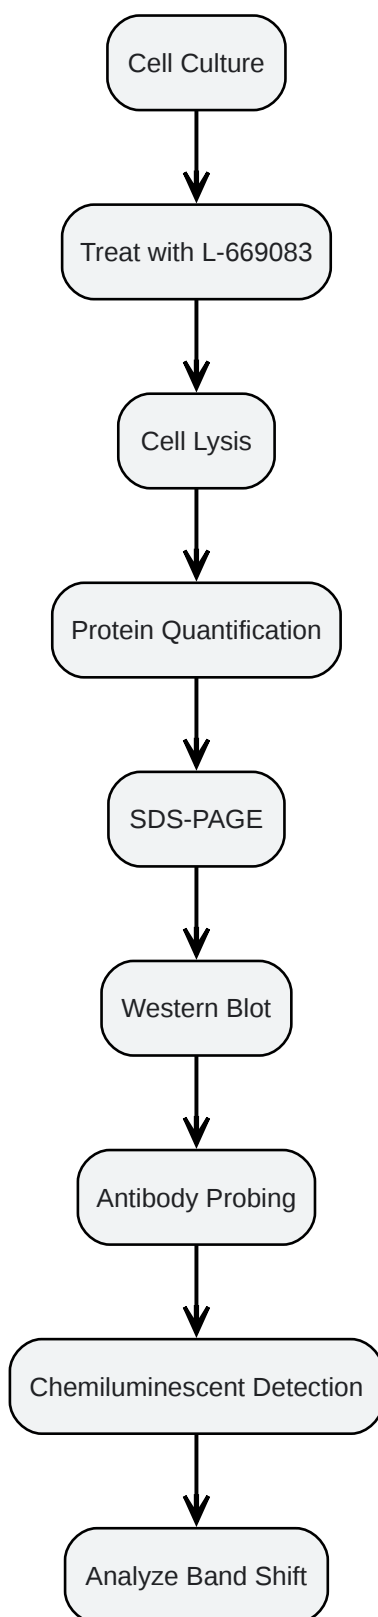 Cell Culture
Treat with L-669083
Cell Lysis
Protein Quantification
SDS-PAGE
Western Blot
Antibody Probing
Chemiluminescent Detection
Analyze Band Shift